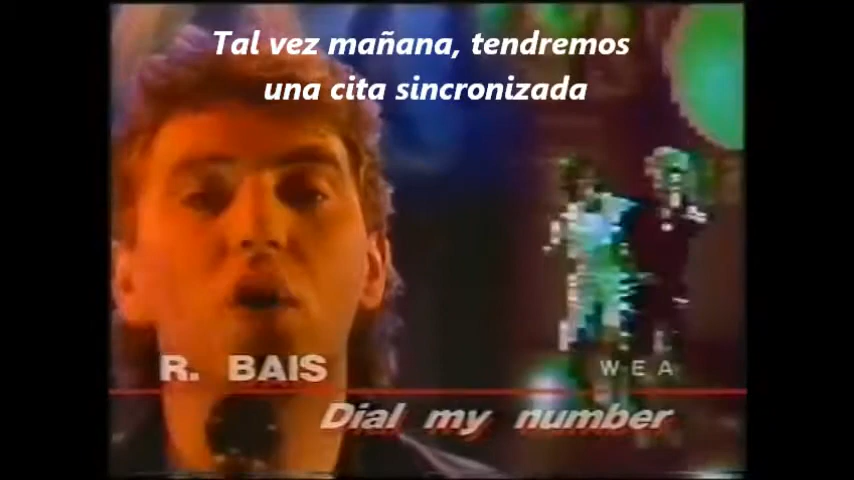 Tal vez mañana, tendremos
una cita sincronizada
R. BAIS
WEA
Dial my number